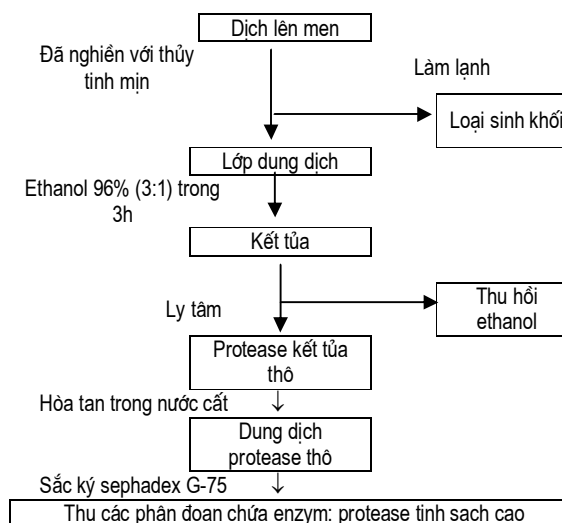 Dịch lên men
Đã nghiền với thủy
tinh mịn
Làm lạnh
Loại sinh khối
Lớp dung dịch
Ethanol 96% (3:1) trong
3h
Kết tủa
Ly tâm
Thu hồi
ethanol
Protease kết tủa
thô
Hòa tan trong nước cất
Dung dịch
protease thô
Sắc ký sephadex G-75
Thu các phân đoan chứa enzym: protease tinh sach cao